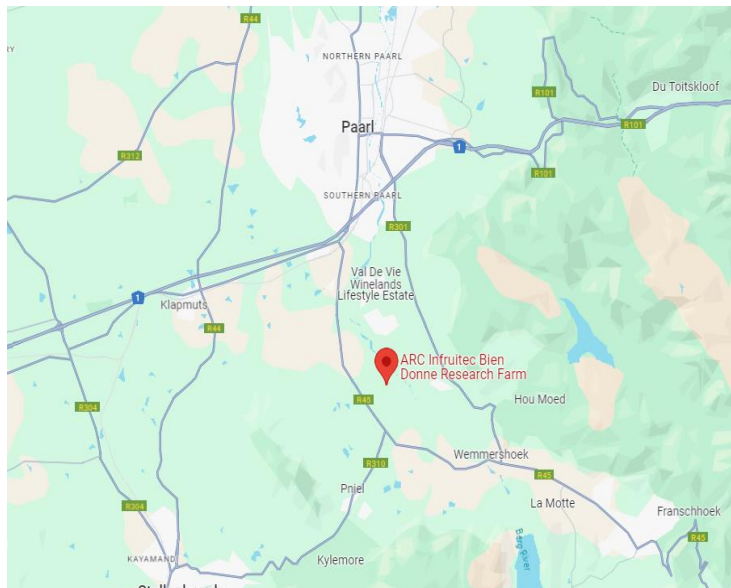 R44
RY
NORTHERN PAARL
Du Toitskloof
R101
Paarl
R101
1
R312
R101
SOUTHERN PAARL
R301
Val De Vie
Winelands
Lifestyle Estate
1
Klapmuts
R44
ARC Infruitec Bien
Donne Research Farm
R304
R45
Hou Moed
Wemmershoek
R310
R45
Pniel
La Motte
R304
Franschhoek
R45
Berg River
KAYAMAND
Kylemore